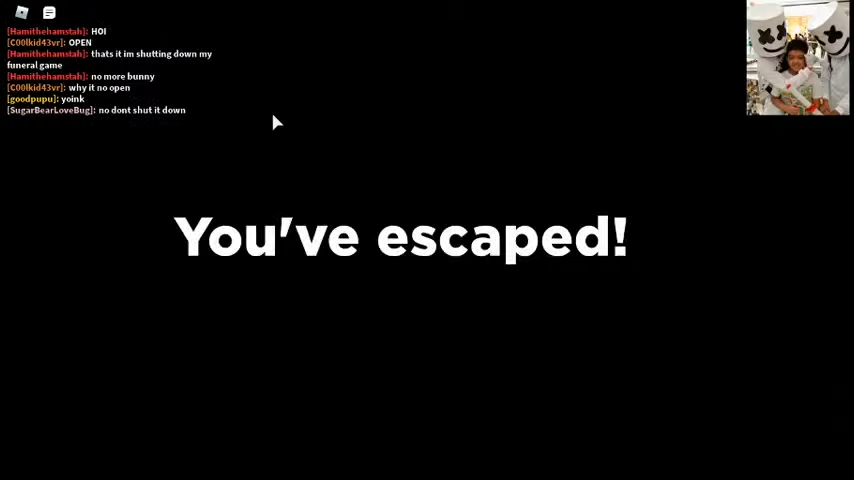 [Hamithehamstah]: HOI
[C00lkid43vr]: OPEN
[Hamithehamstah]: thats it im shutting down my
funeral game
[Hamithehamstah]: no more bunny
[C00lkid43vr]: why it no open
[goodpupu]: yoink
[SugarBearLoveBug]: no dont shut it down
You've escaped!